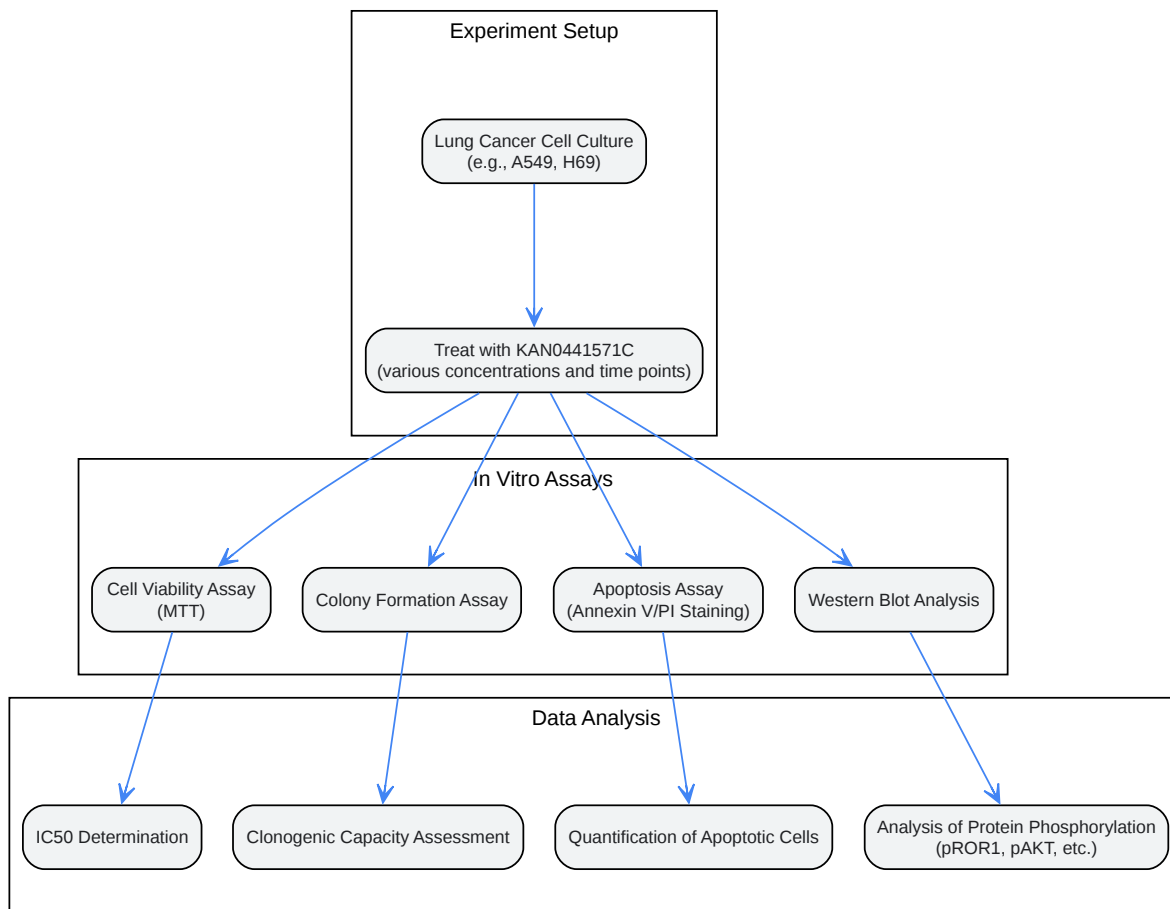 Experiment Setup
Lung Cancer Cell Culture
(e.g., A549, H69)
Treat with KAN0441571C
(various concentrations and time points)
In Vitro Assays
Cell Viability Assay
(MTT)
Colony Formation Assay
Apoptosis Assay
(Annexin V/PI Staining)
Western Blot Analysis
Data Analysis
IC50 Determination
Clonogenic Capacity Assessment
Quantification of Apoptotic Cells
Analysis of Protein Phosphorylation
(pROR1, pAKT, etc.)